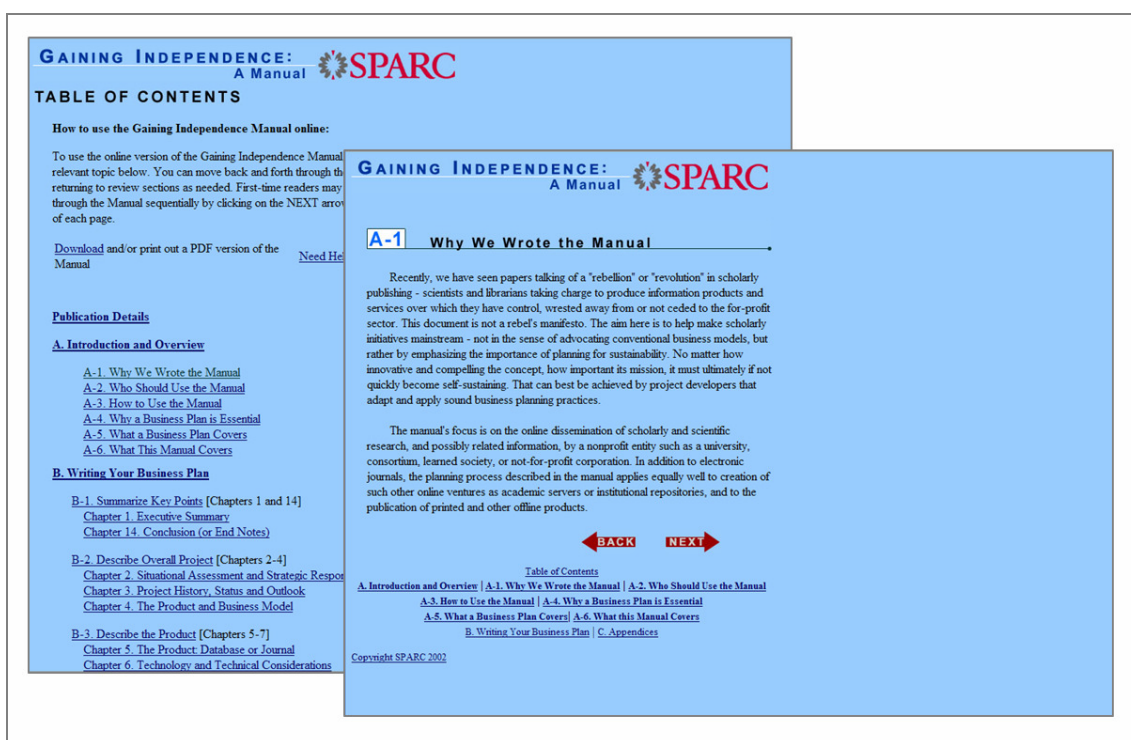 GAINING INDEPENDENCE:
A Manual
SPARC
TABLE OF CONTENTS
How to use the Gaining Independence Manual online:
To use the online version of the Gaining Independence Manual
relevant topic below. You can move back and forth through th
returning to review sections as needed. First-time readers may
through the Manual sequentially by clicking on the NEXT arrow
of each page.
Download and/or print out a PDF version of the
Manual
Need He
Publication Details
A. Introduction and Overview
A-1. Why We Wrote the Manual
A-2. Who Should Use the Manual
A-3. How to Use the Manual
A-4. Why a Business Plan is Essential
A-5. What a Business Plan Covers
A-6. What This Manual Covers
B. Writing Your Business Plan
B-1. Summarize Key Points [Chapters 1 and 14]
Chapter 1. Executive Summary
Chapter 14. Conclusion (or End Notes)
B-2. Describe Overall Project [Chapters 2-4]
Chapter 2. Situational Assessment and Strategic Respon
Chapter 3. Project History, Status and Outlook
Chapter 4. The Product and Business Model
B-3. Describe the Product [Chapters 5-7]
Chapter 5. The Product: Database or Journal
Chapter 6. Technology and Technical Considerations
GAINING INDEPENDENCE:
A Manual
SPARC
A-1 Why We Wrote the Manual
Recently, we have seen papers talking of a "rebellion" or "revolution" in scholarly
publishing - scientists and librarians taking charge to produce information products and
services over which they have control, wrested away from or not ceded to the for-profit
sector. This document is not a rebel's manifesto. The aim here is to help make scholarly
initiatives mainstream - not in the sense of advocating conventional business models, but
rather by emphasizing the importance of planning for sustainability. No matter how
innovative and compelling the concept, how important its mission, it must ultimately if not
quickly become self-sustaining. That can best be achieved by project developers that
adapt and apply sound business planning practices.
The manual's focus is on the online dissemination of scholarly and scientific
research, and possibly related information, by a nonprofit entity such as a university,
consortium, learned society, or not-for-profit corporation. In addition to electronic
journals, the planning process described in the manual applies equally well to creation of
such other online ventures as academic servers or institutional repositories, and to the
publication of printed and other offline products.
BACK NEXT
Table of Contents
A. Introduction and Overview | A-1. Why We Wrote the Manual | A-2. Who Should Use the Manual
A-3. How to Use the Manual | A-4. Why a Business Plan is Essential
A-5. What a Business Plan Covers| A-6. What this Manual Covers
B. Writing Your Business Plan | C. Appendices
Copyright SPARC 2002